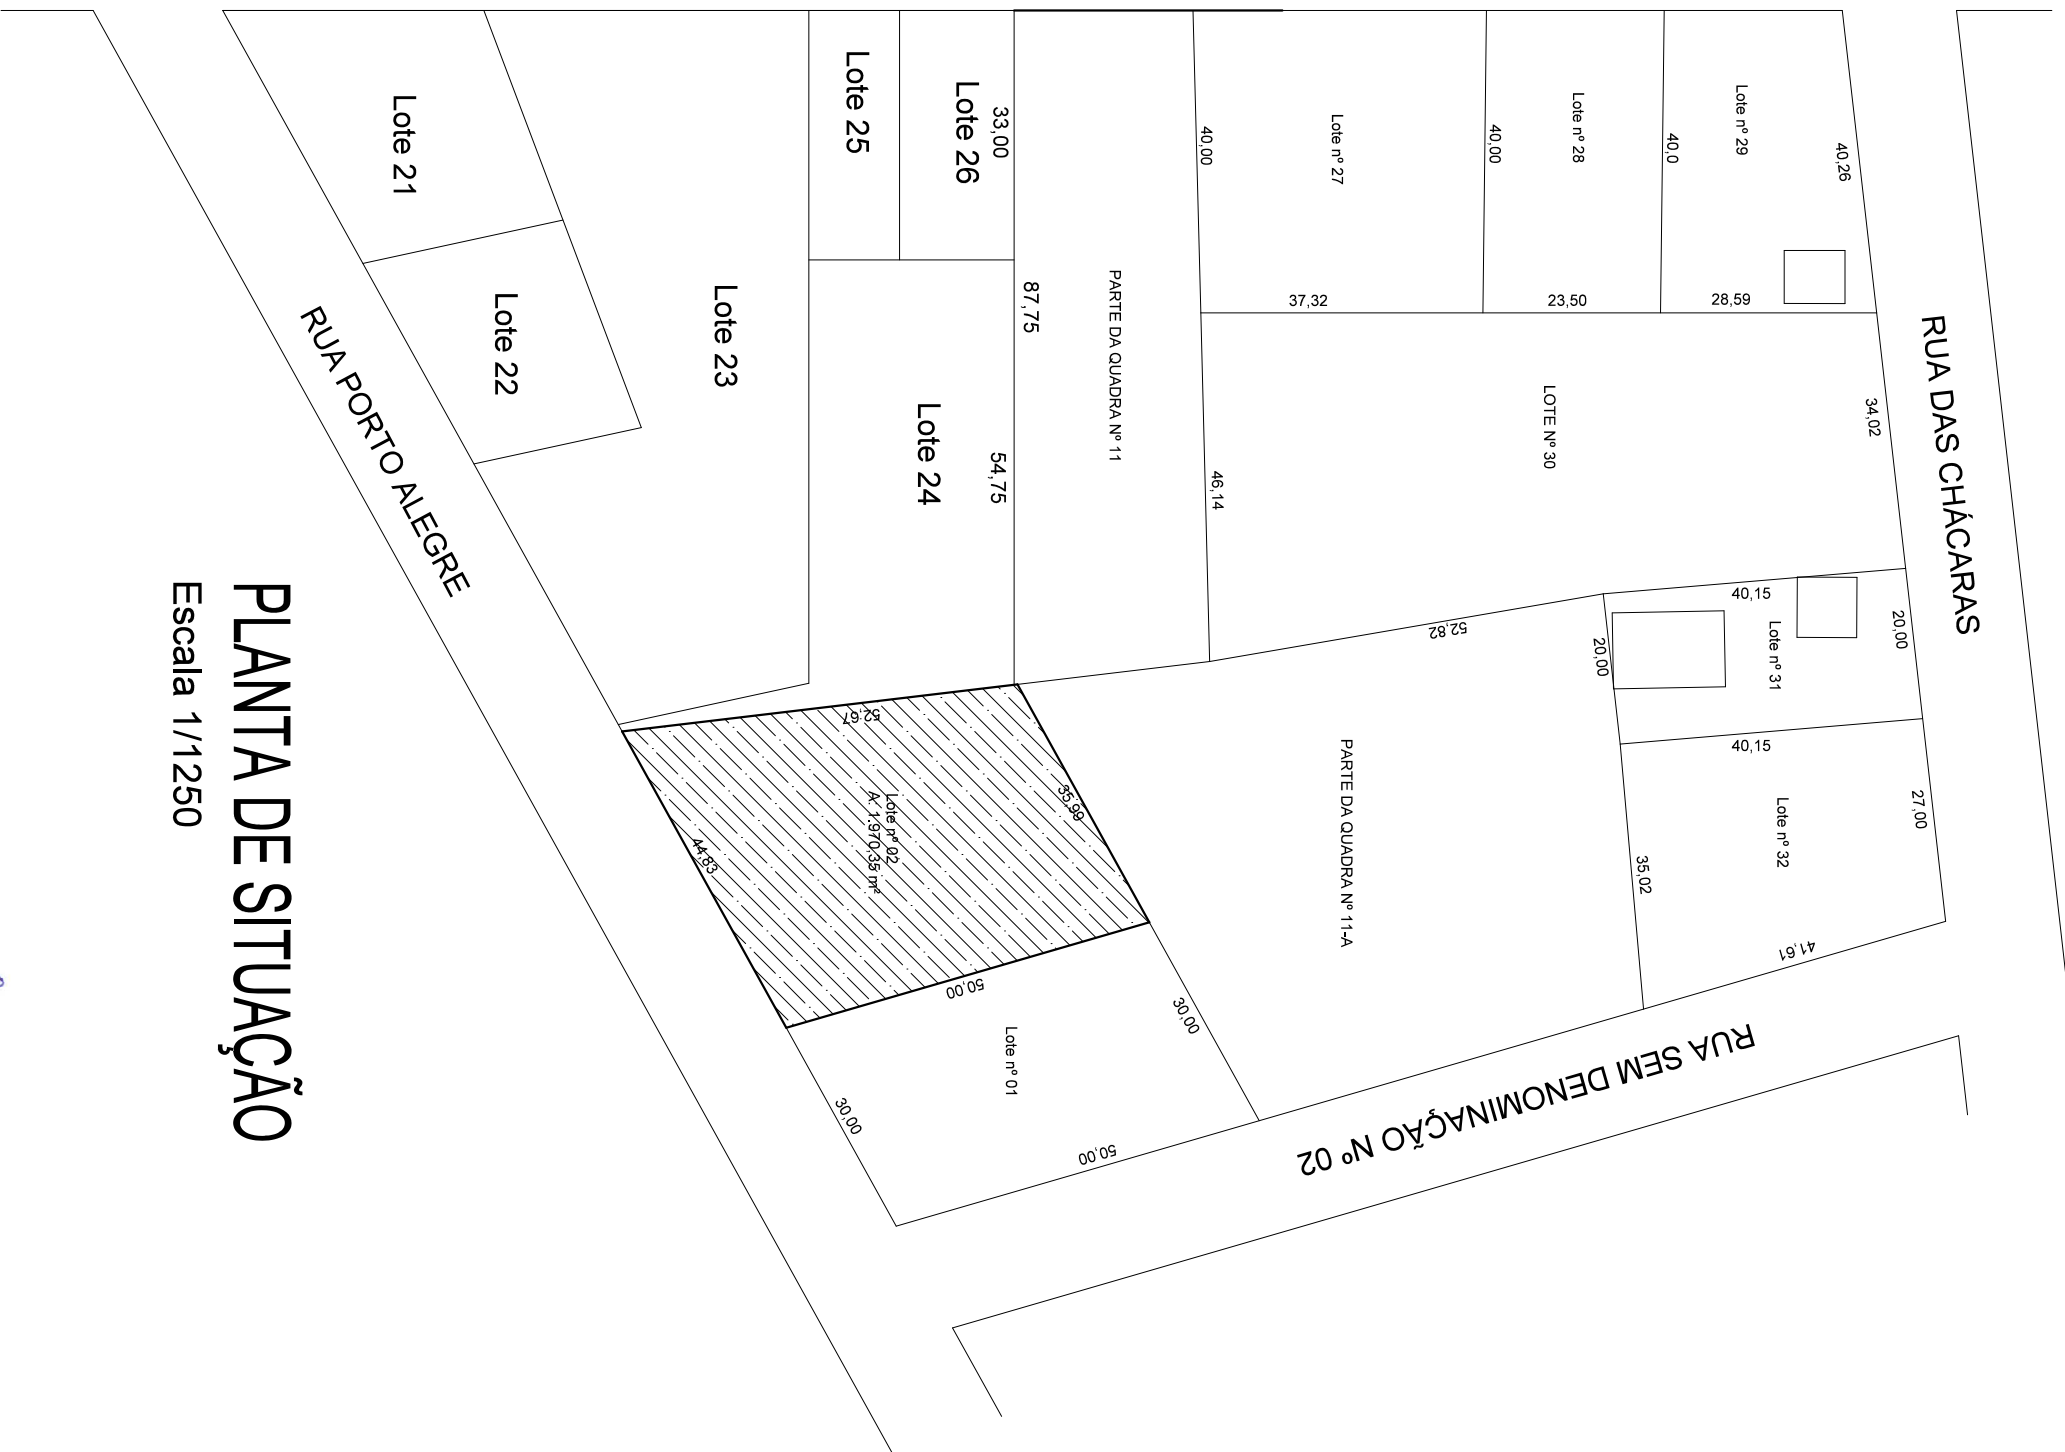 RUA DAS CHÁCARAS
40,26
34,02
20,00
27,00
Lote nº 29
28,59
40,0
Lote nº 28
23,50
40,00
Lote nº 27
37,32
40,00
LOTE Nº 30
46,14
52,82
40,15
Lote nº 31
20,00
40,15
Lote nº 32
35,02
41,61
RUA SEM DENOMINAÇÃO Nº 02
PARTE DA QUADRA Nº 11
87,75
PARTE DA QUADRA Nº 11-A
33,00
Lote 26
Lote 25
54,75
Lote 24
Lote 23
Lote 21
Lote 22
52,67
35,99
Lote nº 02
A. 1.970,35 m²
44,83
50,00
30,00
Lote nº 01
30,00
50,00
RUA PORTO ALEGRE
PLANTA DE SITUAÇÃO
Escala 1/1250